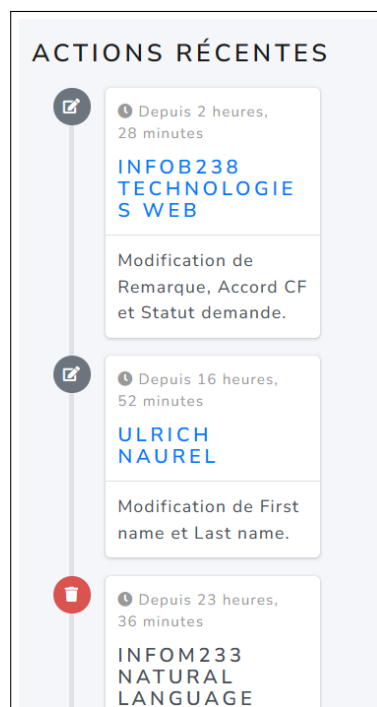 ACTIONS RÉCENTES
Depuis 2 heures,
28 minutes
INFOB238
TECHNOLOGIE
S WEB
Modification de
Remarque, Accord CF
et Statut demande.
Depuis 16 heures,
52 minutes
ULRICH
NAUREL
Modification de First
name et Last name.
Depuis 23 heures,
36 minutes
INFOM233
NATURAL
LANGUAGE